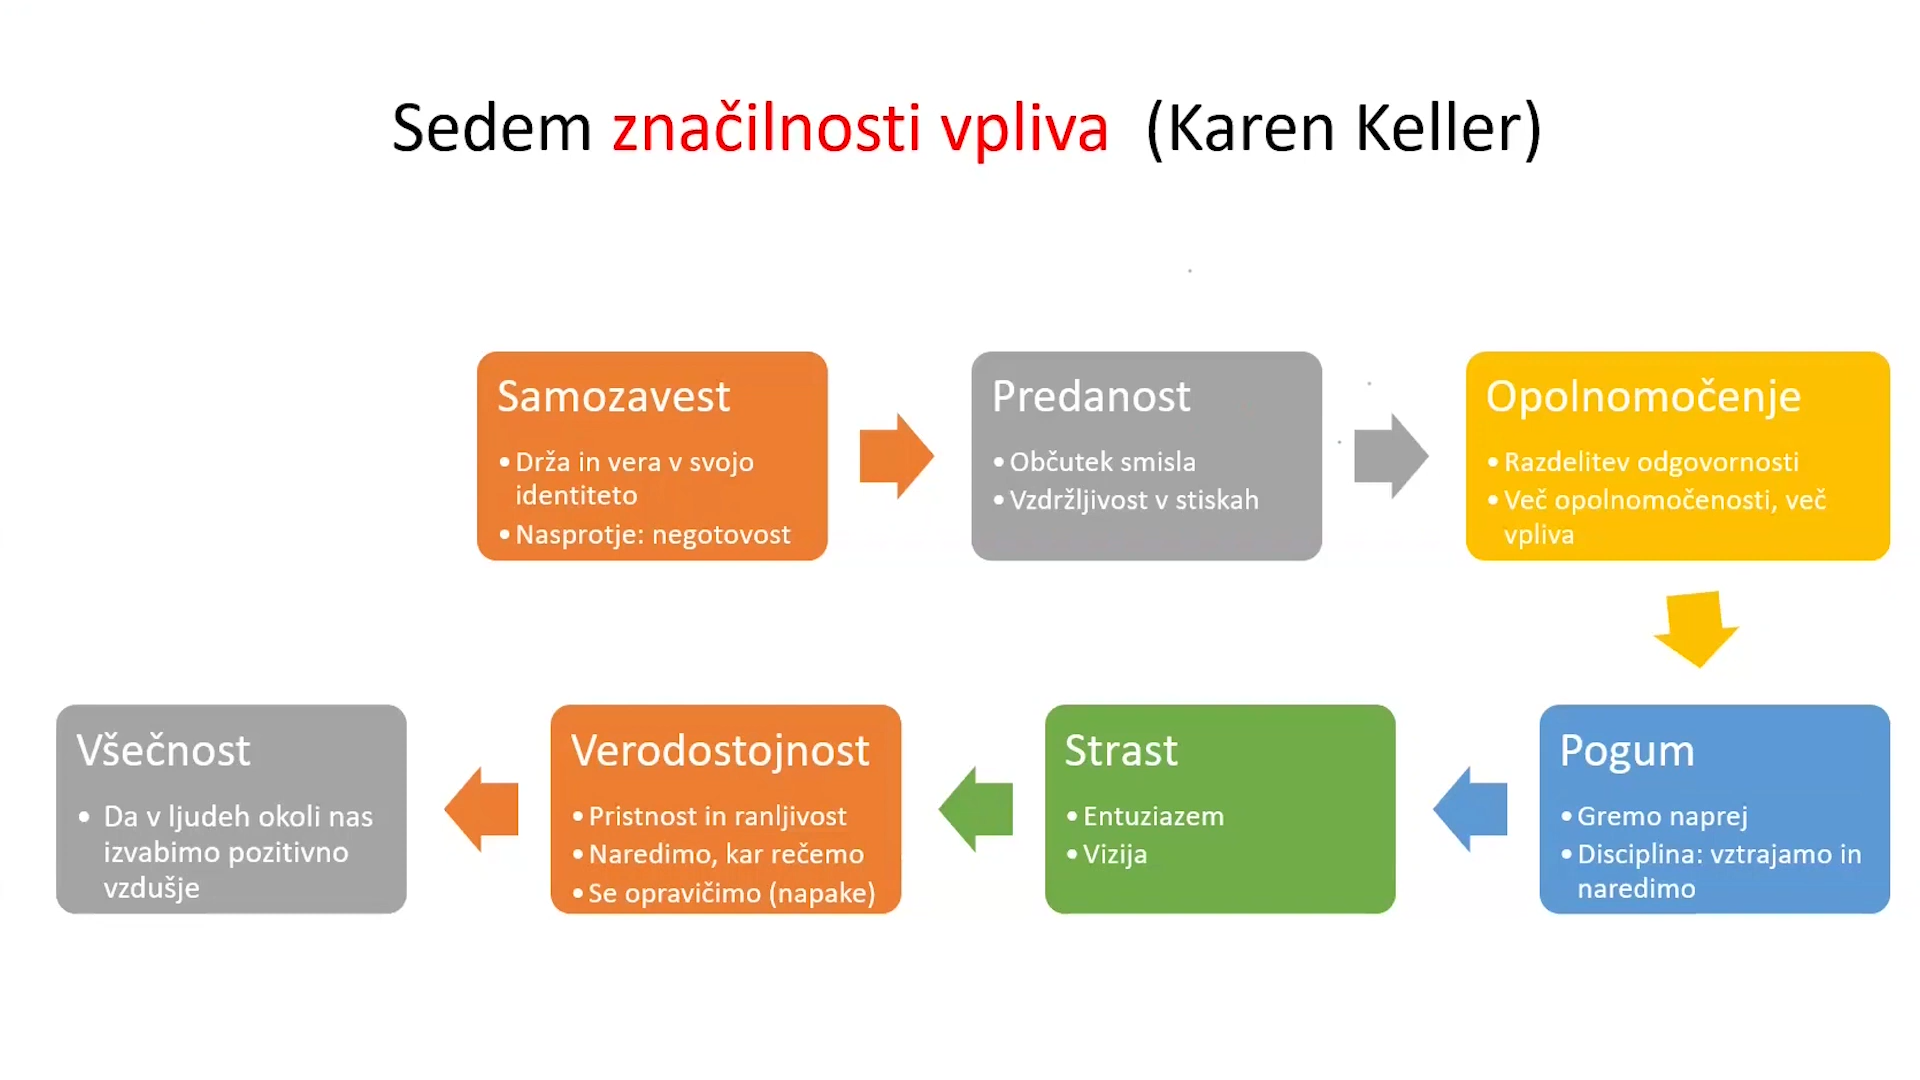 Sedem značilnosti vpliva (Karen Keller)
Samozavest
• Drža in vera v svojo
identiteto
• Nasprotje: negotovost
Predanost
• Občutek smisla
• Vzdržljivost v stiskah
Opolnomočenje
• Razdelitev odgovornosti
• Več opolnomočenosti, več
vpliva
Pogum
• Gremo naprej
• Disciplina: vztrajamo in
naredimo
Strast
• Entuziazem
• Vizija
Verodostojnost
• Pristnost in ranljivost
• Naredimo, kar rečemo
• Se opravičimo (napake)
Všečnost
• Da v ljudeh okoli nas
izvabimo pozitivno
vzdušje